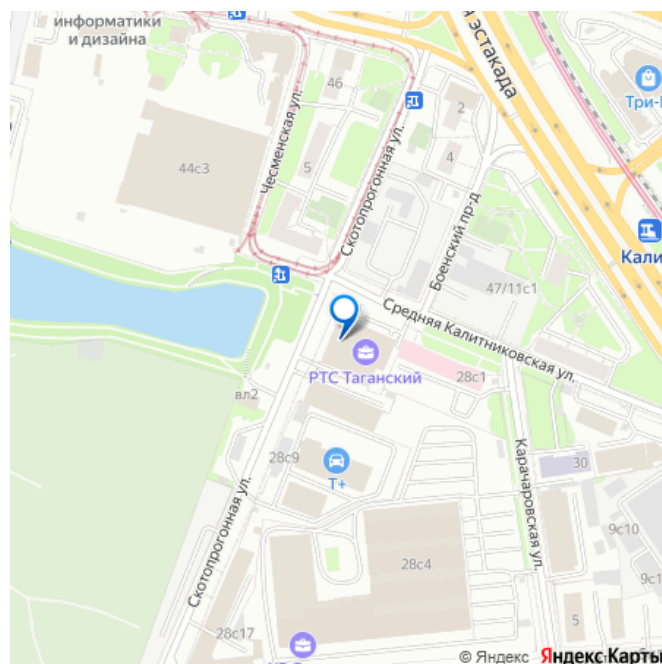 информатики
и дизайна
я эстакада
46
2
Три-
Чесменская ул.
4
5
44с3
Скотопрогонная ул.
Боенский пр-д
Кали
47/11с1
Средняя Калитниковская ул.
РТС Таганский
28с1
вл2
28с9
Т+
30
Карачаровская ул.
Скотопрогонная ул.
9с10
28с4
9с1
5
28с17
© Яндекс Яндекс Карты